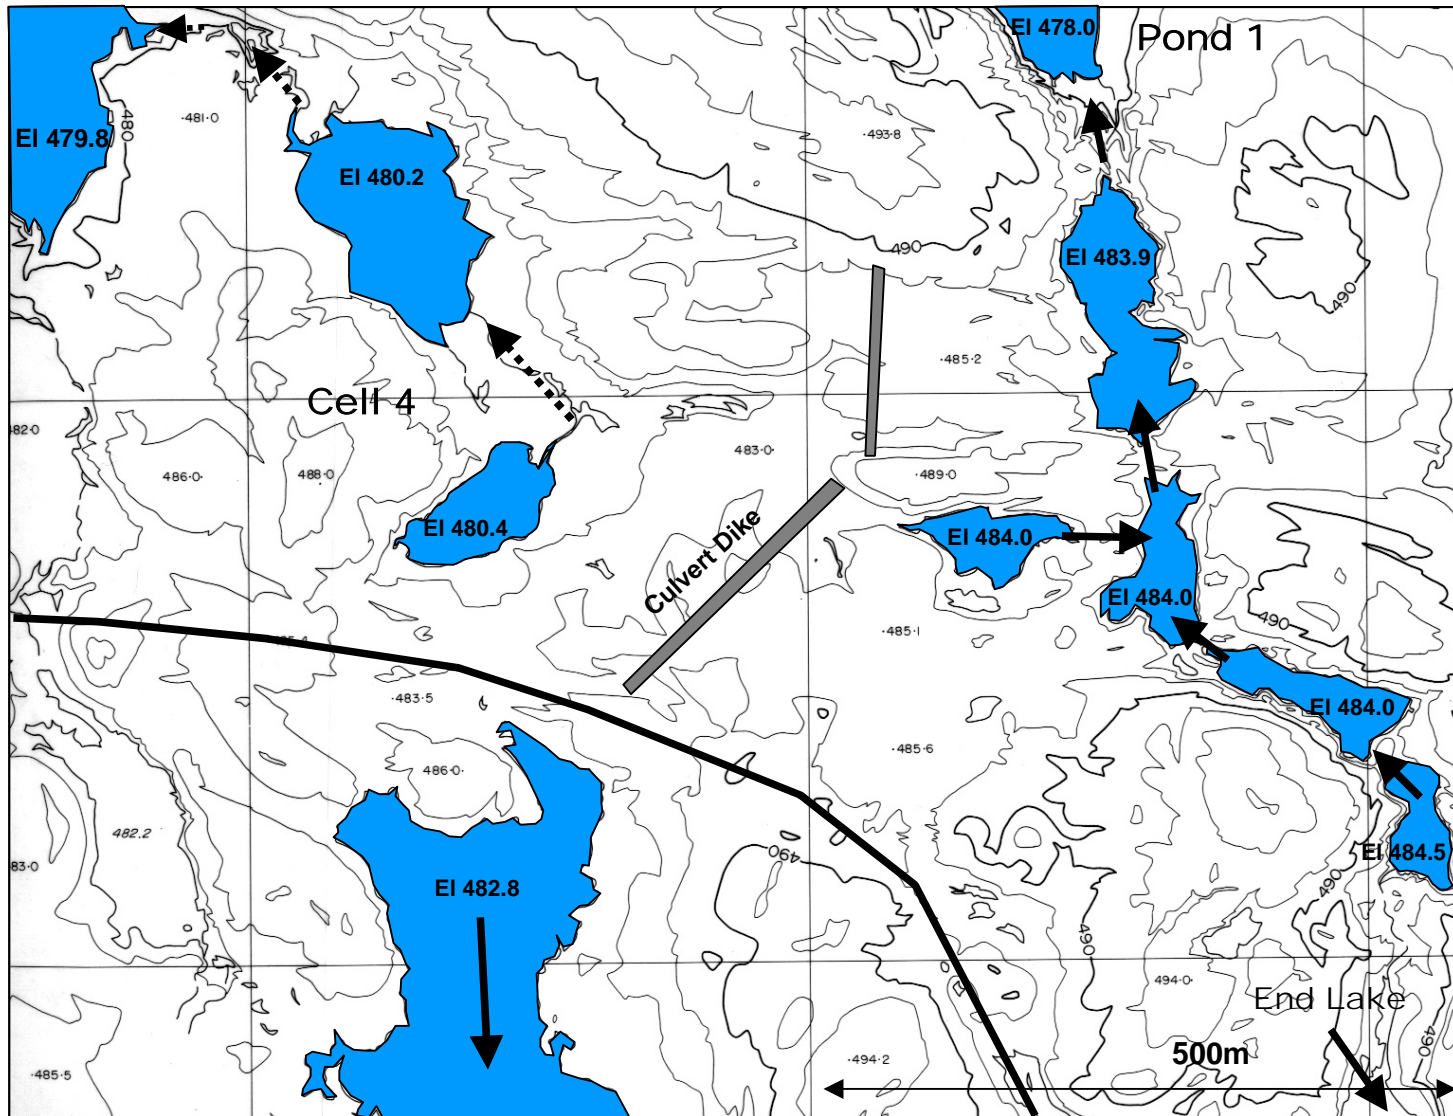 El 478.0
Pond 1
480
·481.0
El 479.8
·493.8
El 480.2
490
El 483.9
490
·485.2
Cell 4
82.0
483.0
486.0·
488.0
·489.0
El 480.4
El 484.0
Culvert Dike
El 484.0
490
·485.1
·483.5
El 484.0
·485.6
486.0·
482.2
El 484.5
83.0
490
490
El 482.8
490
494.0·
End Lake
490
500m
·494.2
·485.5